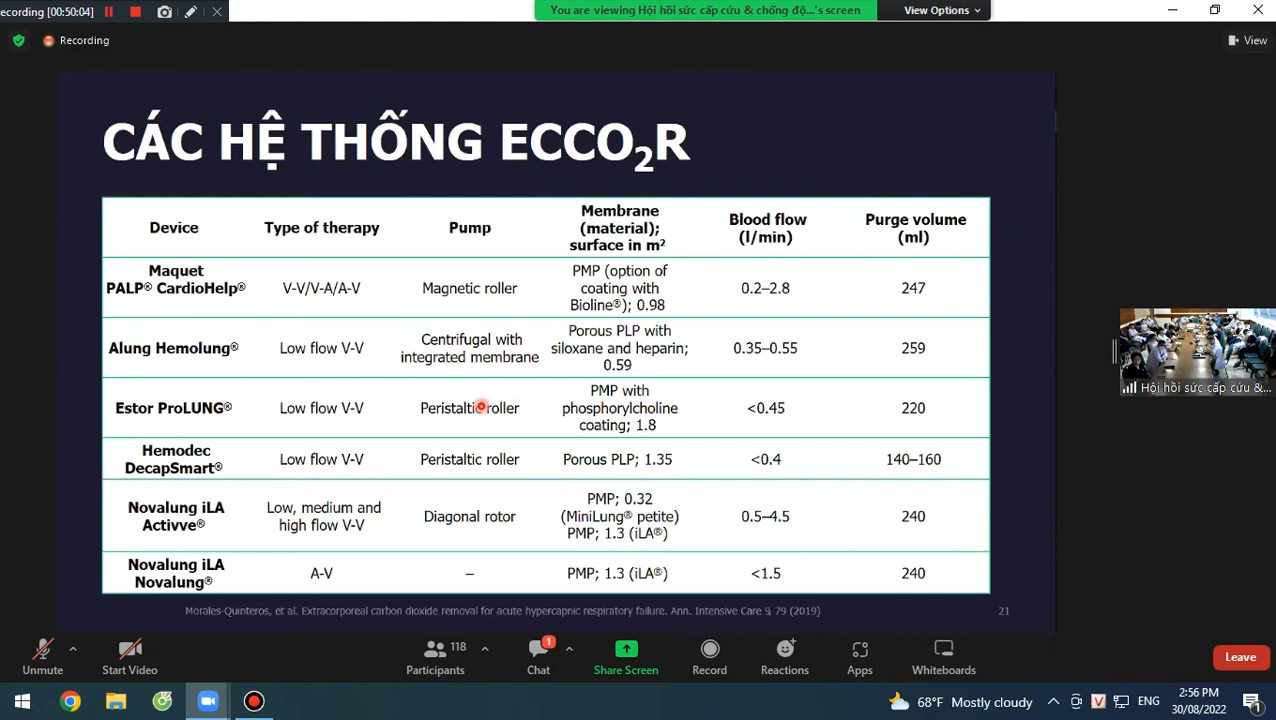 ecording [00:50:04]
You are viewing Hội hồi sức cấp cứu & chống độ...'s screen
View Options
Recording
View
CÁC HỆ THỐNG ECCO₂R
Device
Type of therapy
Pump
Membrane
(material);
surface in m²
Blood flow
(l/min)
Purge volume
(ml)
Maquet
PALP® CardioHelp®
V-V/V-A/A-V
Magnetic roller
PMP (option of
coating with
Bioline®); 0.98
0.2–2.8
247
Alung Hemolung®
Low flow V-V
Centrifugal with
integrated membrane
Porous PLP with
siloxane and heparin;
0.59
0.35–0.55
259
Estor ProLUNG®
Low flow V-V
Peristaltic roller
PMP with
phosphorylcholine
coating; 1.8
<0.45
220
Hemodec
DecapSmart®
Low flow V-V
Peristaltic roller
Porous PLP; 1.35
<0.4
140–160
Novalung iLA
Activve®
Low, medium and
high flow V-V
Diagonal rotor
PMP; 0.32
(MiniLung® petite)
PMP; 1.3 (iLA®)
0.5–4.5
240
Novalung iLA
Novalung®
A-V
–
PMP; 1.3 (iLA®)
<1.5
240
Morales-Quinteros, et al. Extracorporeal carbon dioxide removal for acute hypercapnic respiratory failure. Ann. Intensive Care 9, 79 (2019)
21
Hội hồi sức cấp cứu &...
Unmute
Start Video
118
Participants
1
Chat
Share Screen
Record
Reactions
Apps
Whiteboards
Leave
68°F Mostly cloudy
V
ENG
2:56 PM
30/08/2022
1